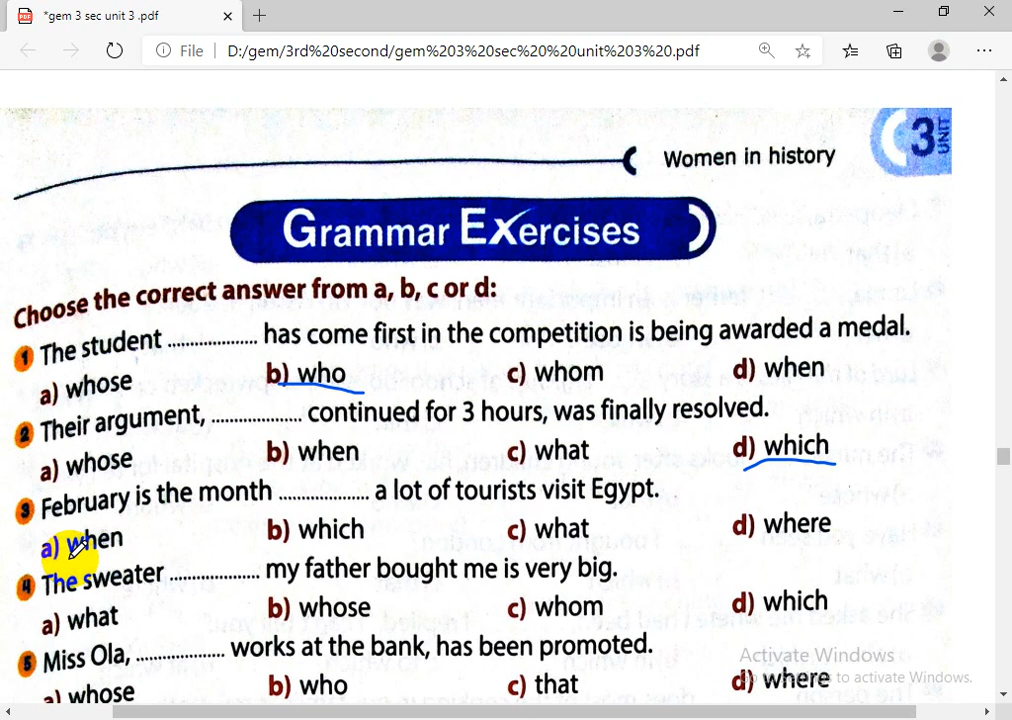 *gem 3 sec unit 3 .pdf
File | D:/gem/3rd%20second/gem%203%20sec%20%20unit%203%20.pdf
Women in history
3 UNIT
Grammar Exercises
Choose the correct answer from a, b, c or d:
1 The student ................. has come first in the competition is being awarded a medal.
a) whose b) who c) whom d) when
2 Their argument, ................. continued for 3 hours, was finally resolved.
a) whose b) when c) what d) which
3 February is the month ................. a lot of tourists visit Egypt.
a) when b) which c) what d) where
4 The sweater ................. my father bought me is very big.
a) what b) whose c) whom d) which
5 Miss Ola, ................. works at the bank, has been promoted.
a) whose b) who c) that d) where
Activate Windows
to activate Windows.